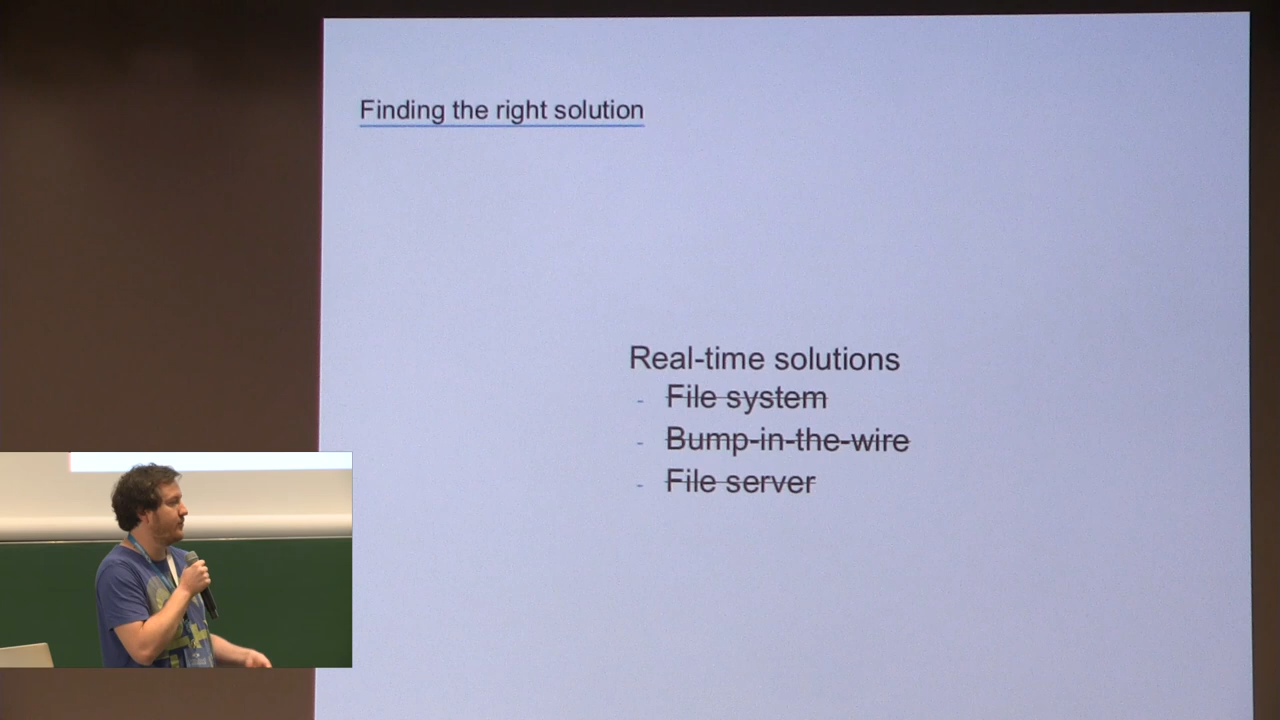 Finding the right solution
Real-time solutions
- File system
- Bump-in-the-wire
- File server